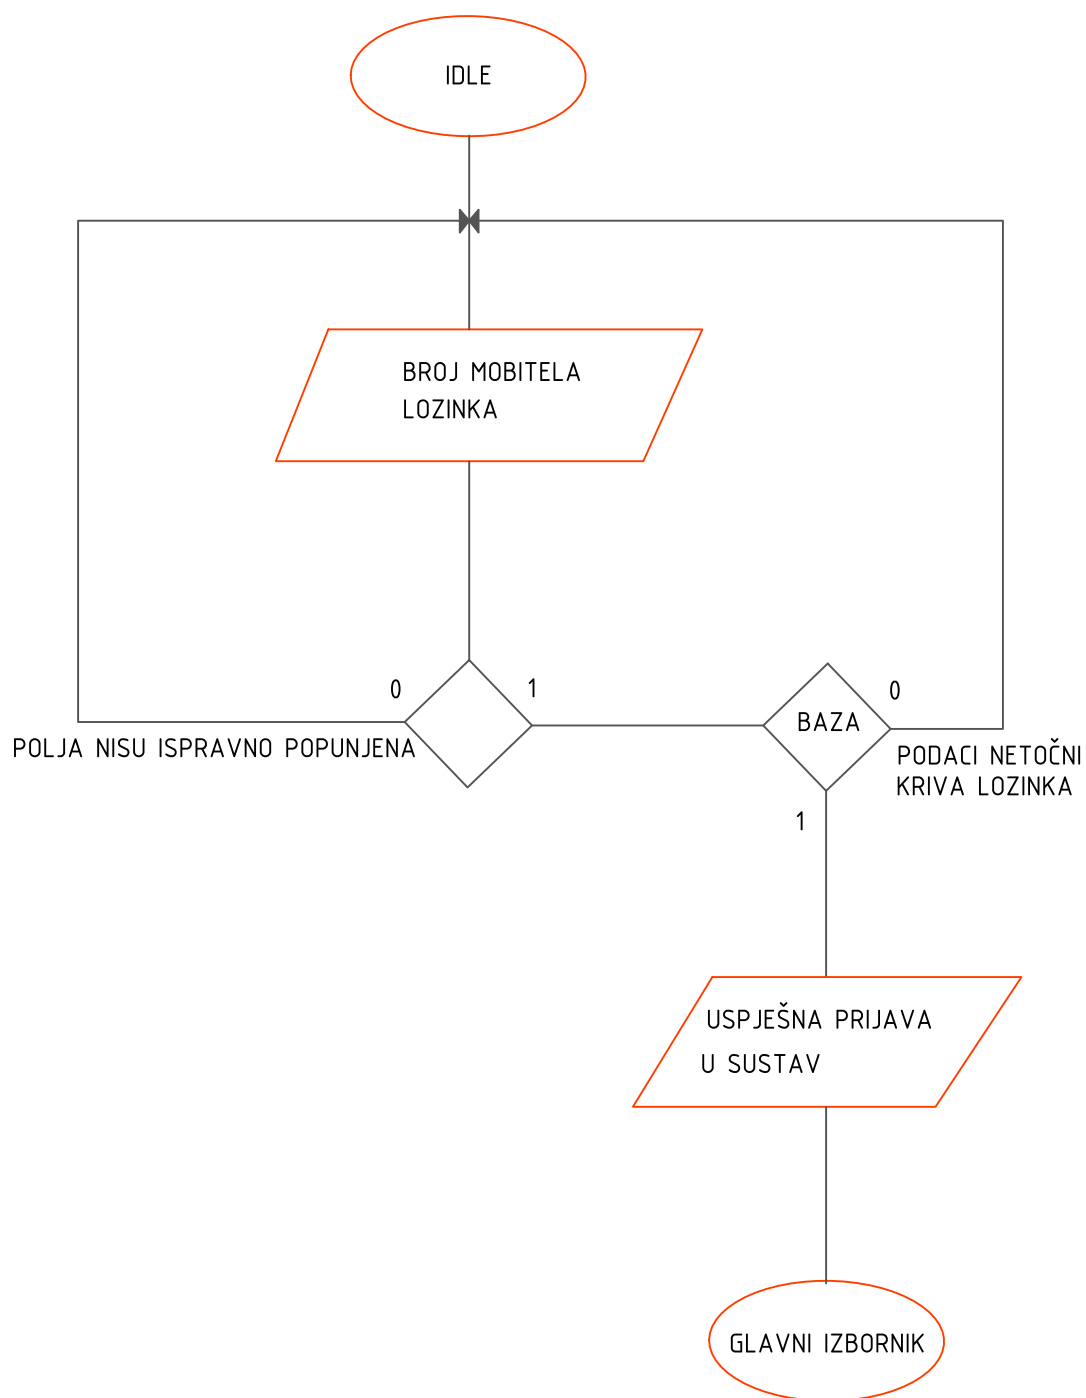 IDLE
BROJ MOBITELA
LOZINKA
0
1
POLJA NISU ISPRAVNO POPUNJENA
BAZA
0
PODACI NETOČNI
KRIVA LOZINKA
1
USPJEŠNA PRIJAVA
U SUSTAV
GLAVNI IZBORNIK